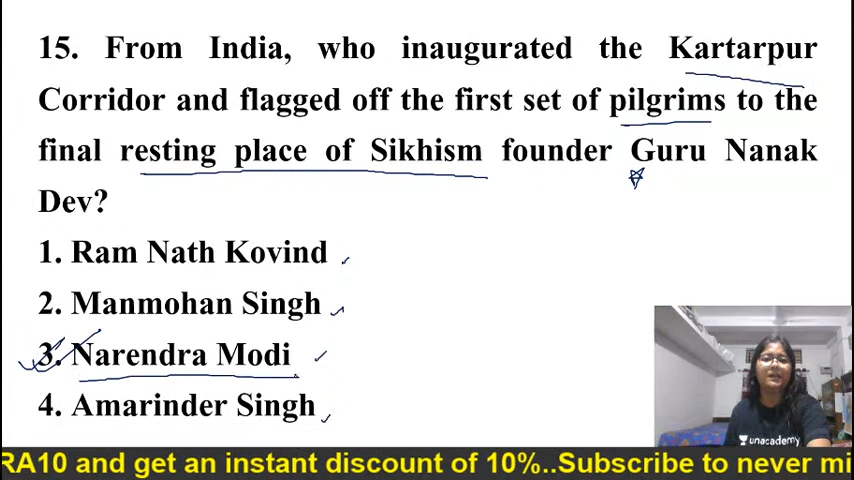 15. From India, who inaugurated the Kartarpur
Corridor and flagged off the first set of pilgrims to the
final resting place of Sikhism founder Guru Nanak
Dev?
1. Ram Nath Kovind
2. Manmohan Singh
3. Narendra Modi
4. Amarinder Singh
unacademy
RA10 and get an instant discount of 10%..Subscribe to never mi